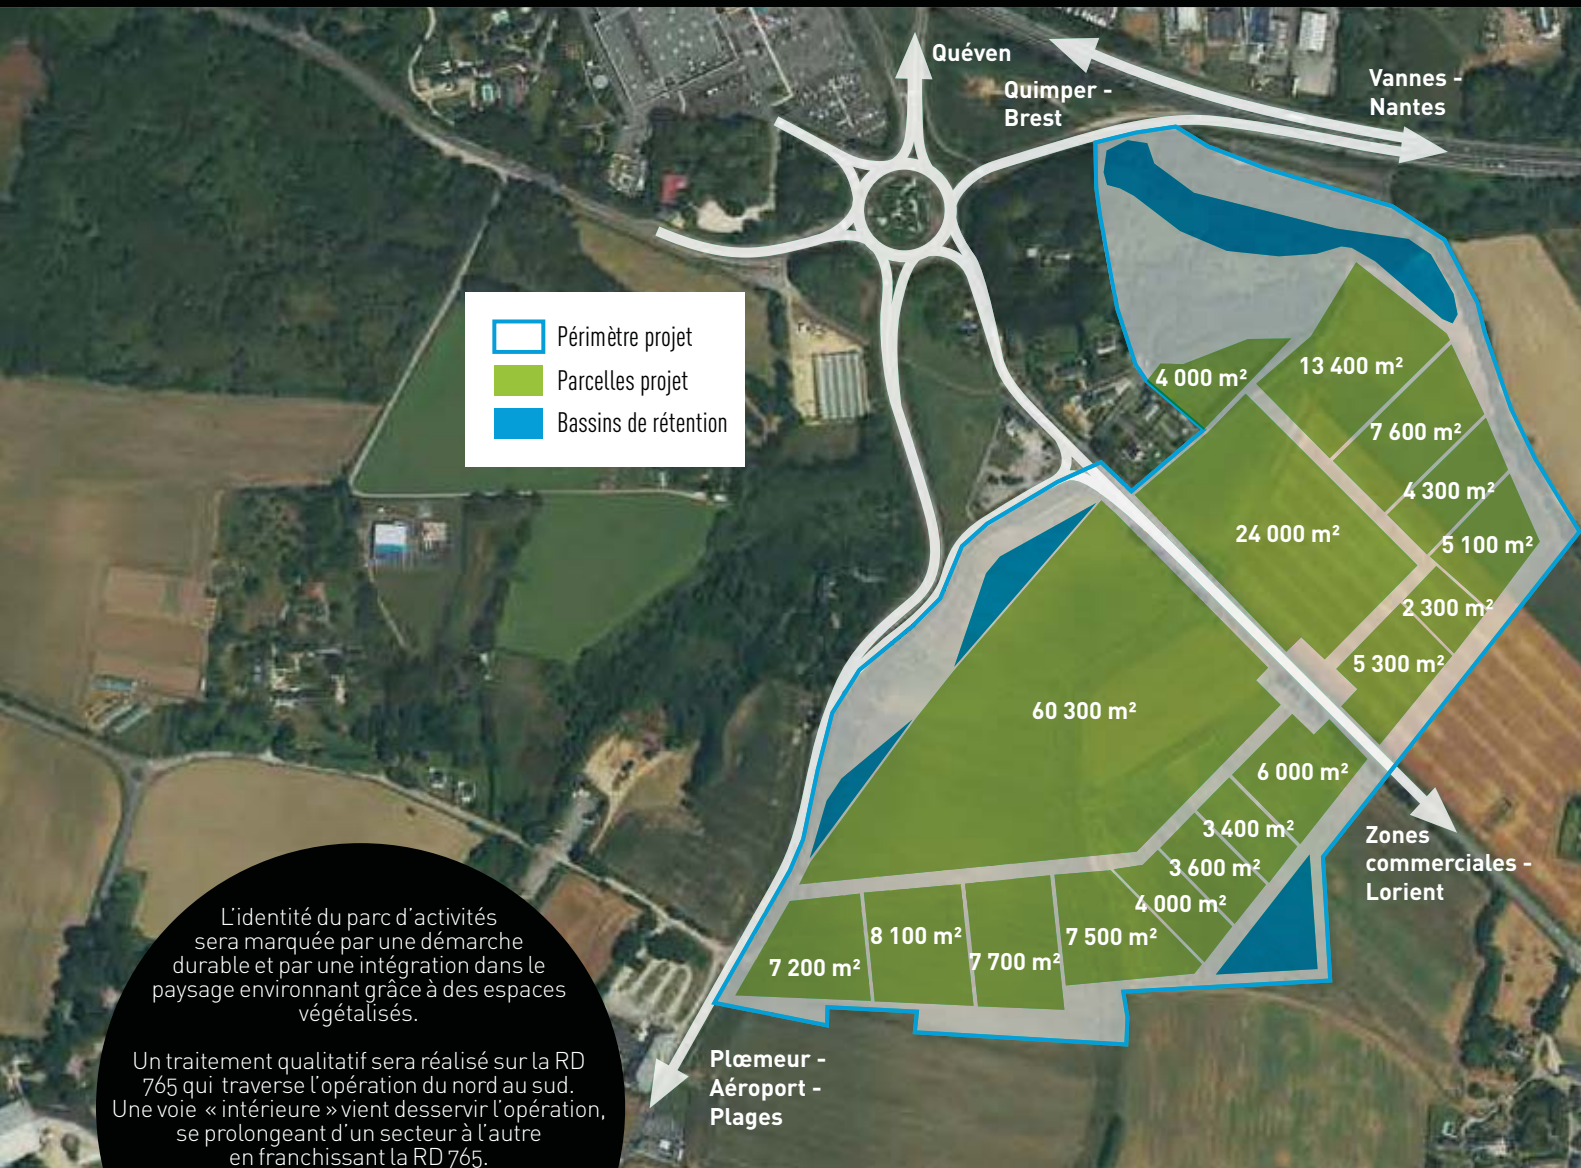 Quéven
Quimper -
Brest
Vannes -
Nantes
Périmètre projet
Parcelles projet
Bassins de rétention
4 000 m²
13 400 m²
7 600 m²
4 300 m²
24 000 m²
5 100 m²
2 300 m²
5 300 m²
60 300 m²
6 000 m²
3 400 m²
3 600 m²
4 000 m²
7 500 m²
8 100 m²
7 700 m²
7 200 m²
Zones
commerciales -
Lorient
Plœmeur -
Aéroport -
Plages
L’identité du parc d’activités
sera marquée par une démarche
durable et par une intégration dans le
paysage environnant grâce à des espaces
végétalisés.
Un traitement qualitatif sera réalisé sur la RD
765 qui traverse l’opération du nord au sud.
Une voie « intérieure » vient desservir l’opération,
se prolongeant d’un secteur à l’autre
en franchissant la RD 765.